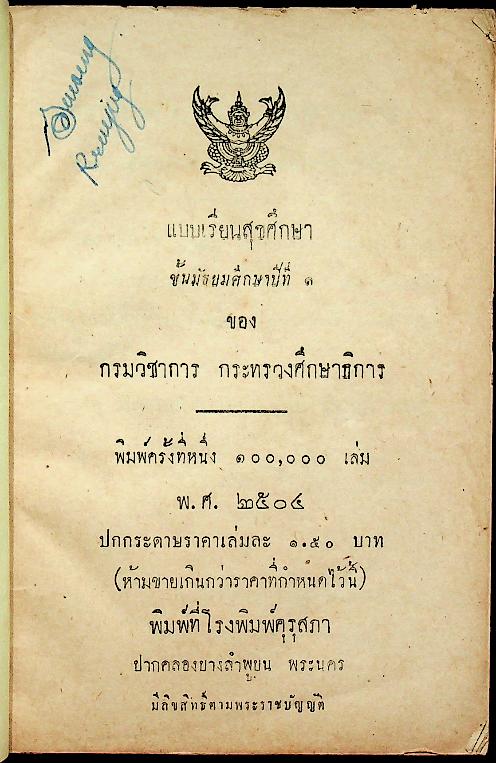 แบบเรียนสุขศึกษา
ชั้นมัธยมศึกษาปีที่ ๑
ของ
กรมวิชาการ กระทรวงศึกษาธิการ
พิมพ์ครั้งที่หนึ่ง ๑๐๐,๐๐๐ เล่ม
พ.ศ. ๒๕๐๔
ปกกระดาษราคาเล่มละ ๑.๕๐ บาท
(ห้ามขายเกินกว่าราคาที่กำหนดไว้นี้)
พิมพ์ที่โรงพิมพ์คุรุสภา
ปากคลองบางลำพูบน พระนคร
มีลิขสิทธิ์ตามพระราชบัญญัติ